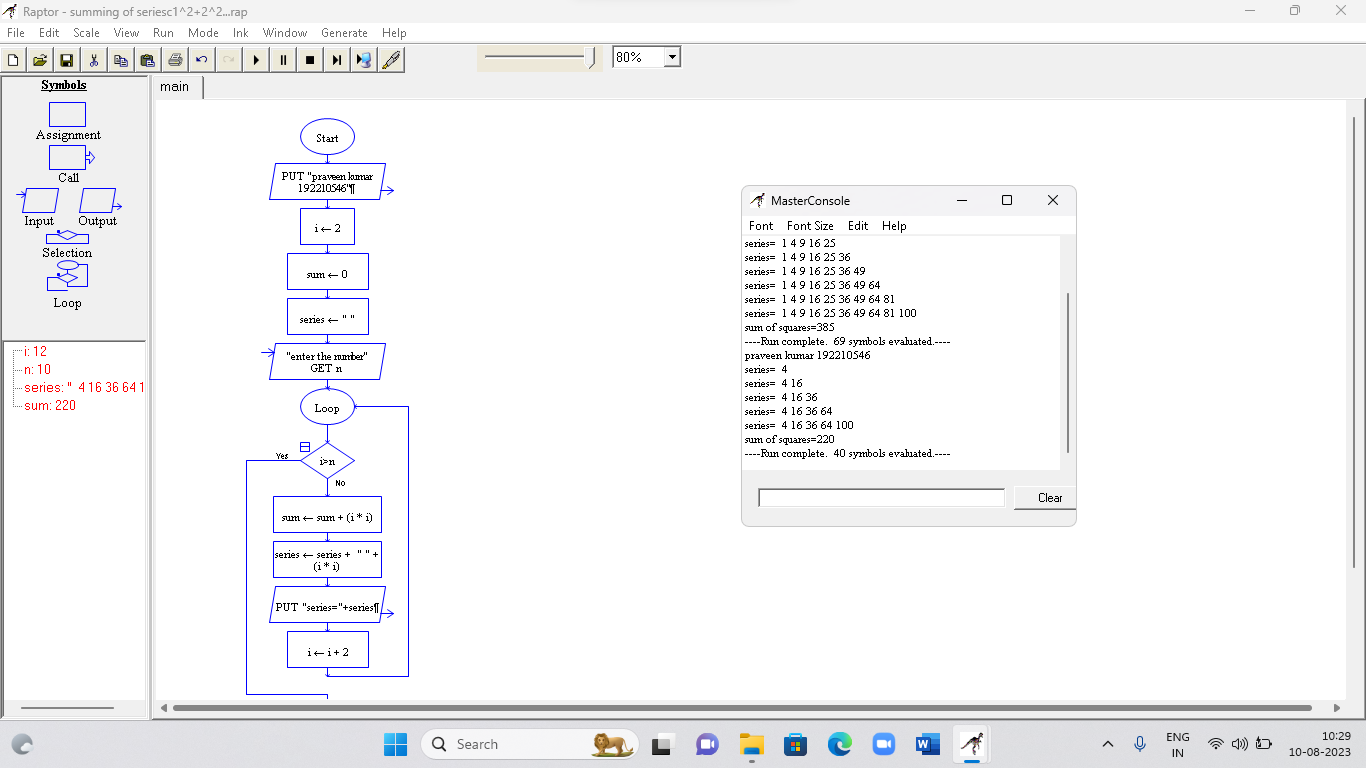 Raptor - summing of seriesc1^2+2^2...rap
File Edit Scale View Run Mode Ink Window Generate Help
80%
Symbols
Assignment
Call
Input Output
Selection
Loop
i: 12
n: 10
series: "  4 16 36 64 1
sum: 220
main
Start
PUT "praveen kumar
192210546"¶
i ← 2
sum ← 0
series ← " "
"enter the number"
GET n
Loop
i>n
Yes
No
sum ← sum + (i * i)
series ← series +  " " +
(i * i)
PUT "series="+series¶
i ← i + 2
MasterConsole
Font Font Size Edit Help
series=  1 4 9 16 25
series=  1 4 9 16 25 36
series=  1 4 9 16 25 36 49
series=  1 4 9 16 25 36 49 64
series=  1 4 9 16 25 36 49 64 81
series=  1 4 9 16 25 36 49 64 81 100
sum of squares=385
----Run complete.  69 symbols evaluated.----
praveen kumar 192210546
series=  4
series=  4 16
series=  4 16 36
series=  4 16 36 64
series=  4 16 36 64 100
sum of squares=220
----Run complete.  40 symbols evaluated.----
Clear
Search
ENG
IN
10:29
10-08-2023